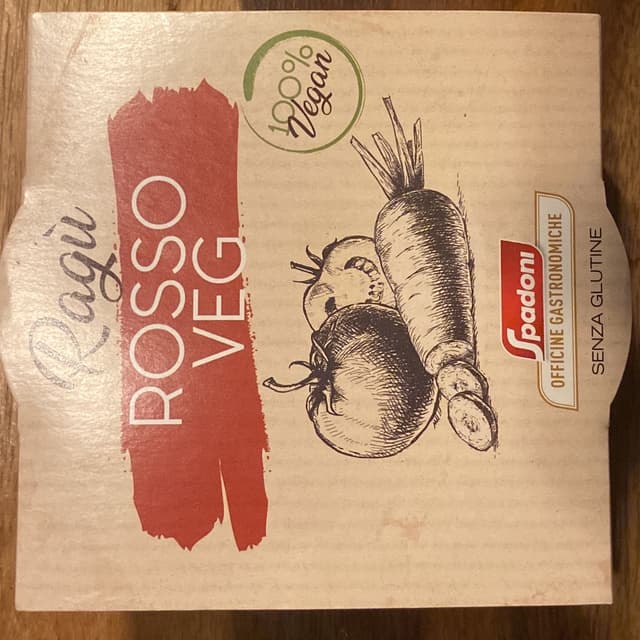 100%
Vegan
Ragù
ROSSO
VEG
Spadoni
OFFICINE GASTRONOMICHE
SENZA GLUTINE